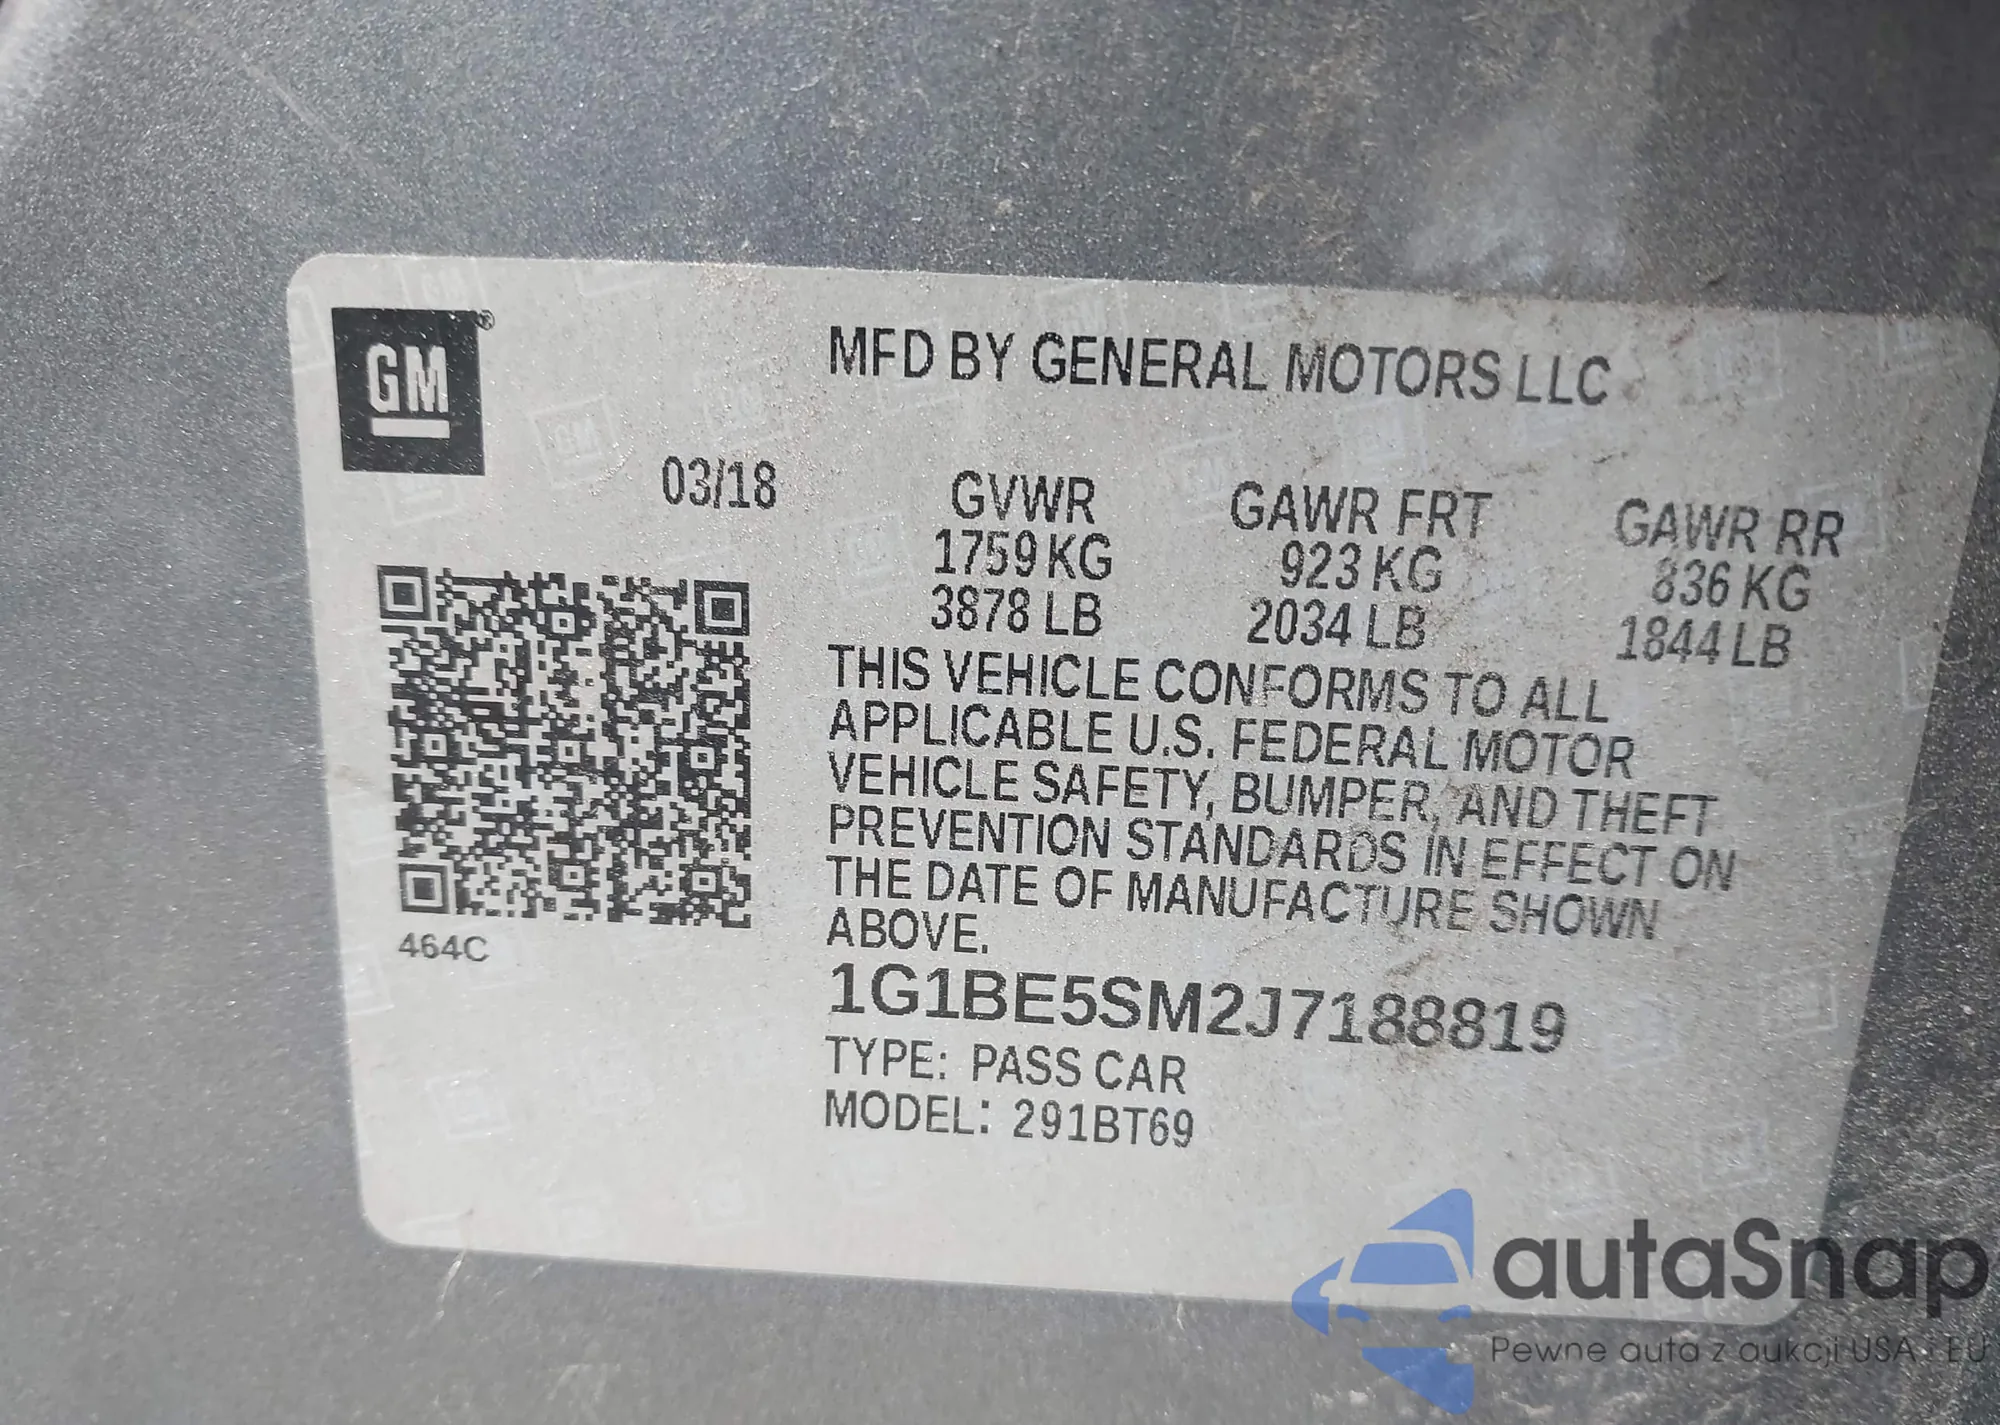 GM®
MFD BY GENERAL MOTORS LLC
03/18
GVWR GAWR FRT GAWR RR
1759 KG 923 KG 836 KG
3878 LB 2034 LB 1844 LB
THIS VEHICLE CONFORMS TO ALL
APPLICABLE U.S. FEDERAL MOTOR
VEHICLE SAFETY, BUMPER, AND THEFT
PREVENTION STANDARDS IN EFFECT ON
THE DATE OF MANUFACTURE SHOWN
ABOVE.
464C
1G1BE5SM2J7188819
TYPE: PASS CAR
MODEL: 291BT69
autaSnap
Pewne auta z aukcji USA i EU